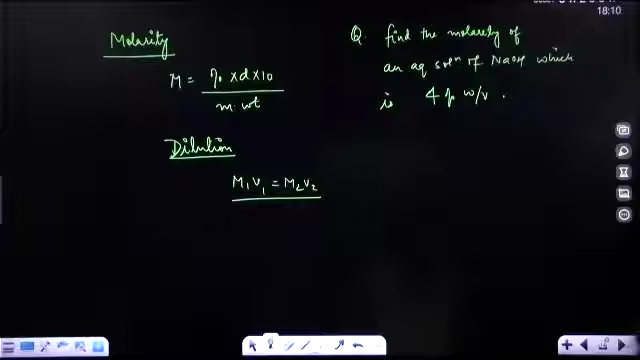 18:10
Molarity
M = % × d × 10
m. wt
Dilution
M₁V₁ = M₂V₂
Q. find the molarity of
an aq solⁿ of NaOH which
is 4 % w/v.